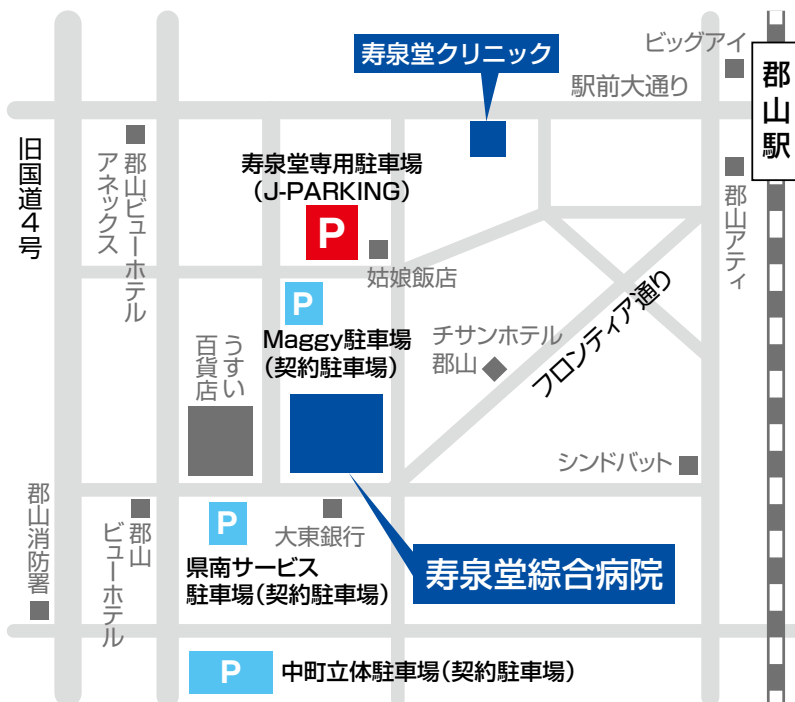 ビッグアイ
寿泉堂クリニック
駅前大通り
郡山駅
旧国道4号
郡山ビューホテル
アネックス
寿泉堂専用駐車場
(J-PARKING)
P
郡山アティ
姑娘飯店
P
Maggy駐車場
(契約駐車場)
うすい
百貨店
チサンホテル
郡山
フロンティア通り
シンドバット
郡山消防署
郡山
ビューホテル
P
大東銀行
県南サービス
駐車場(契約駐車場)
寿泉堂綜合病院
P
中町立体駐車場(契約駐車場)